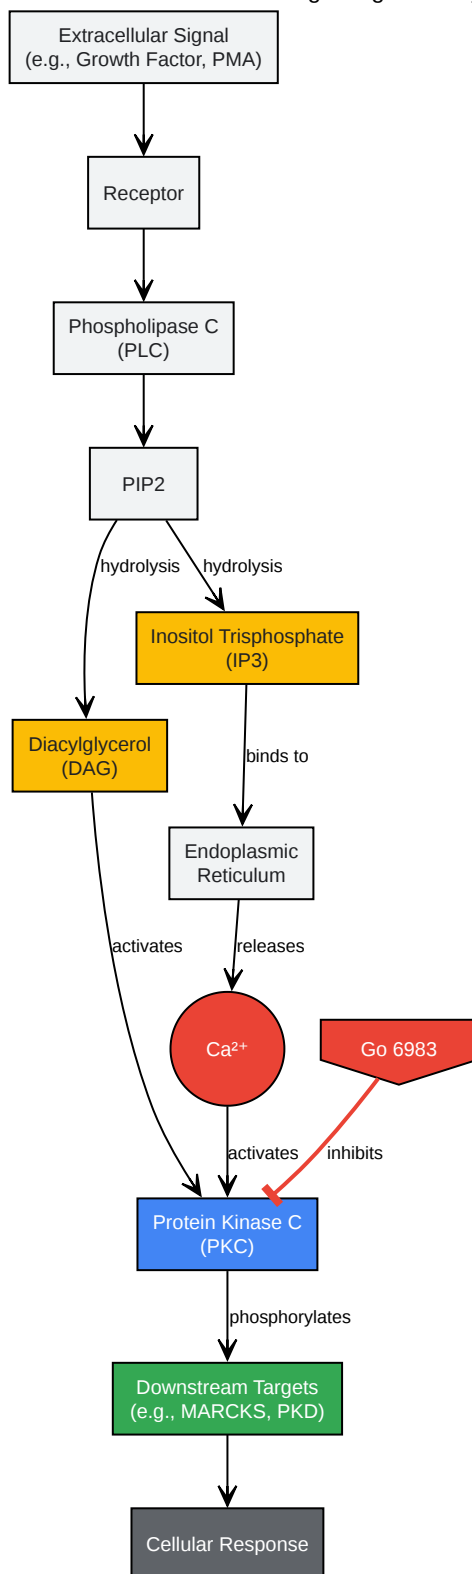 Extracellular Signal
(e.g., Growth Factor, PMA)
Receptor
Phospholipase C
(PLC)
PIP2
hydrolysis
hydrolysis
Inositol Trisphosphate
(IP3)
Diacylglycerol
(DAG)
binds to
Endoplasmic
Reticulum
activates
releases
Ca²⁺
Go 6983
activates
inhibits
Protein Kinase C
(PKC)
phosphorylates
Downstream Targets
(e.g., MARCKS, PKD)
Cellular Response